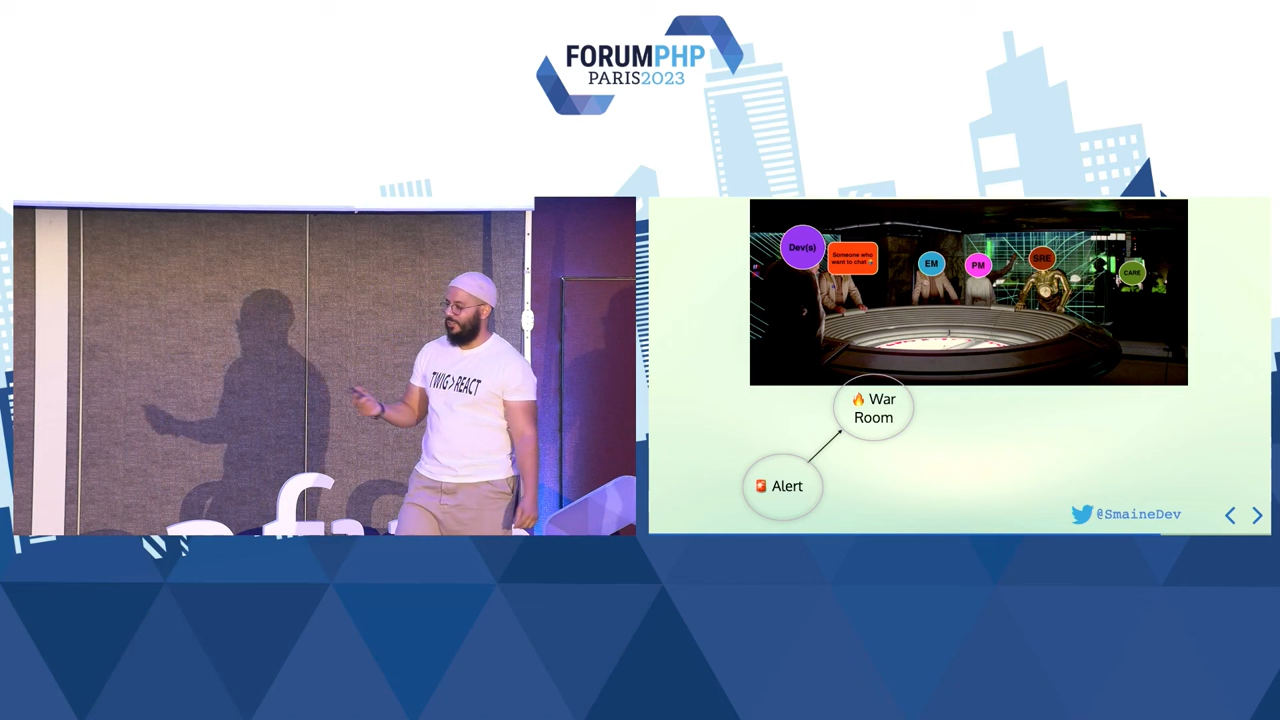 FORUMPHP
PARIS2023
TWIG>REACT
Dev(s)
Someone who
want to chat
EM
PM
SRE
CARE
🔥 War
Room
🚨 Alert
@SmaineDev